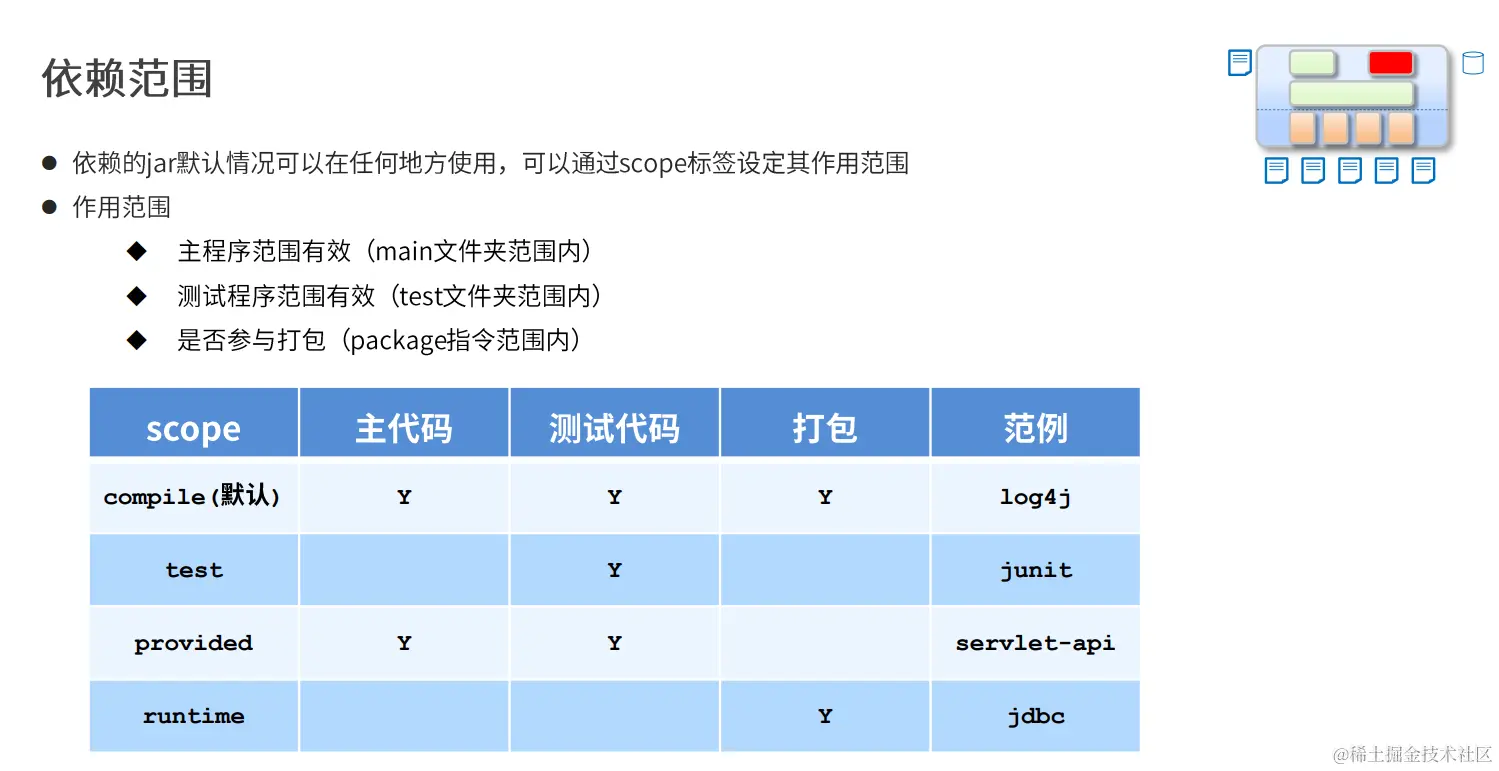 依赖范围
依赖的jar默认情况可以在任何地方使用，可以通过scope标签设定其作用范围
作用范围
主程序范围有效（main文件夹范围内）
测试程序范围有效（test文件夹范围内）
是否参与打包（package指令范围内）
scope 主代码 测试代码 打包 范例
compile(默认) Y Y Y log4j
test Y junit
provided Y Y servlet-api
runtime Y jdbc
@稀土掘金技术社区